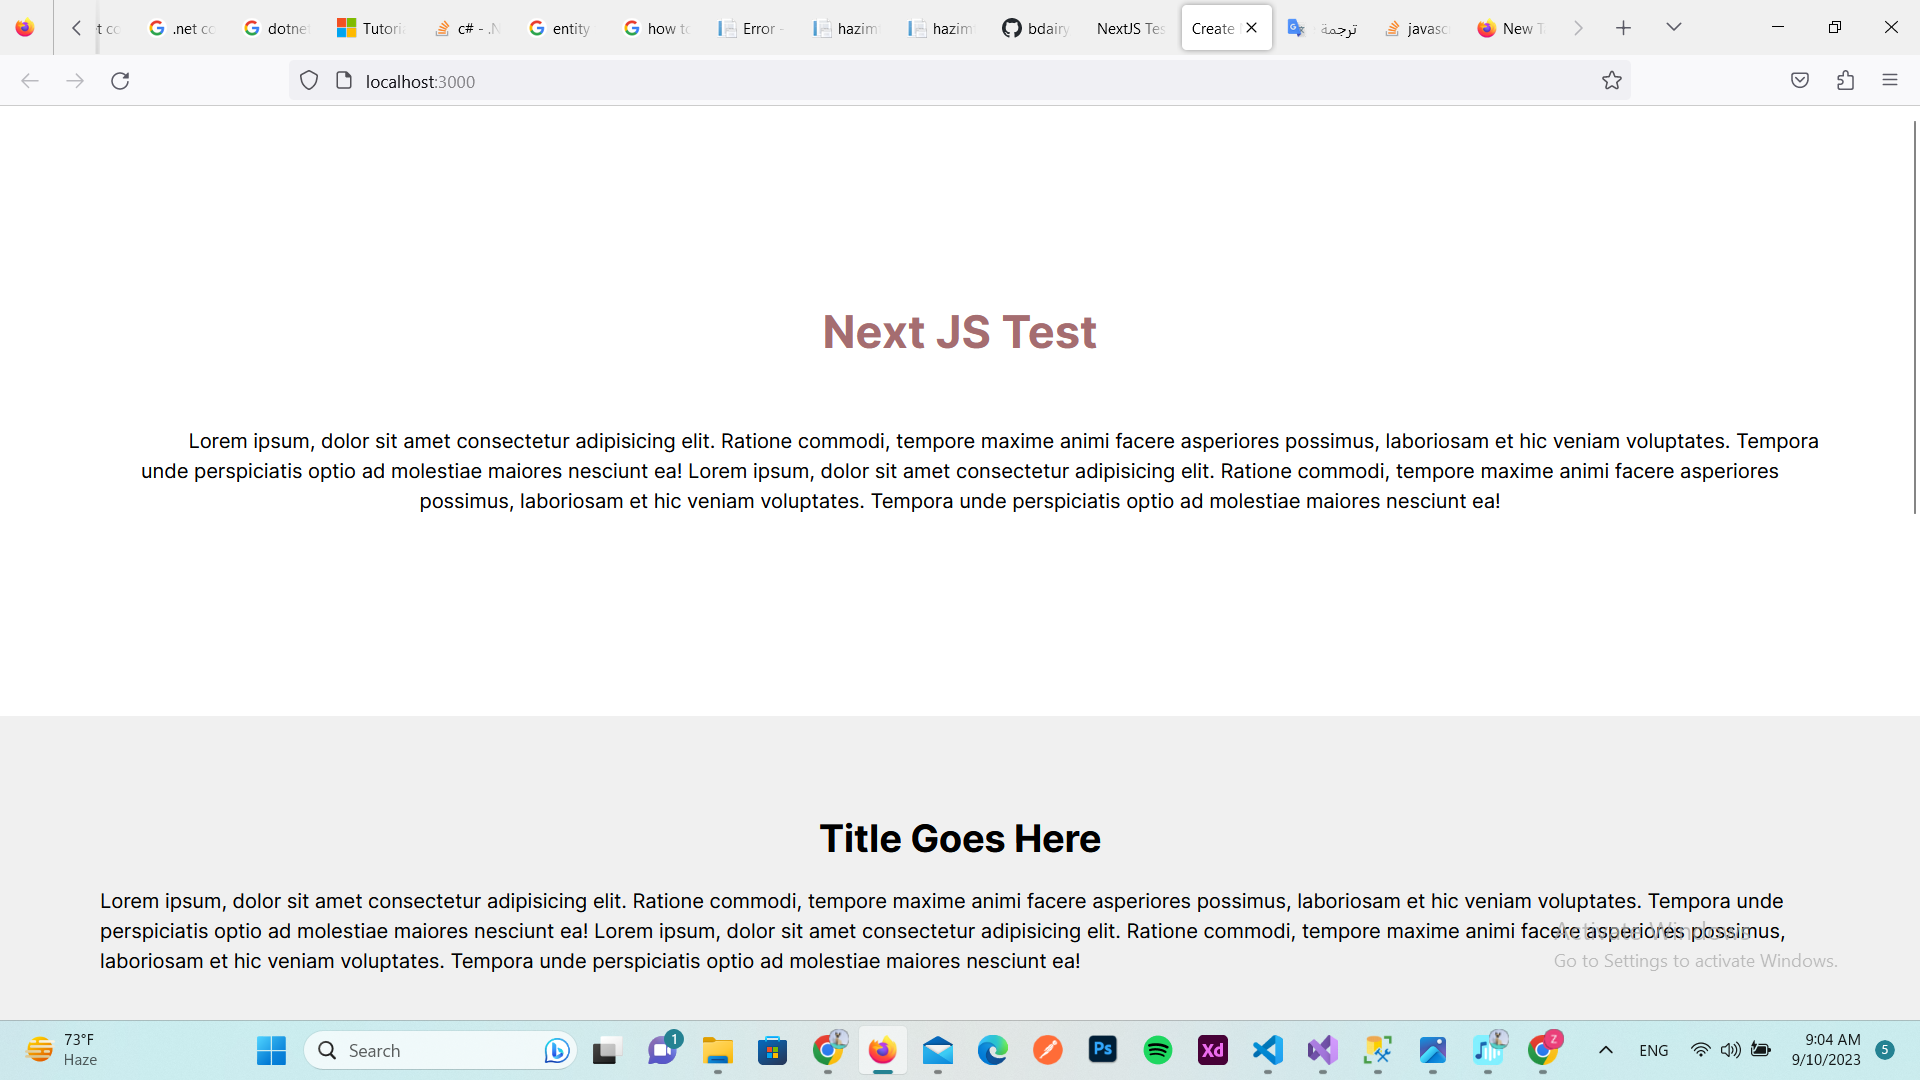 .net cc
dotne
Tutori
c# - .N
entity
how to
Error -
hazim
hazim
bdairy
NextJS Tes
Create
ترجمة
javasc
New T
localhost:3000
Next JS Test
Lorem ipsum, dolor sit amet consectetur adipisicing elit. Ratione commodi, tempore maxime animi facere asperiores possimus, laboriosam et hic veniam voluptates. Tempora
unde perspiciatis optio ad molestiae maiores nesciunt ea! Lorem ipsum, dolor sit amet consectetur adipisicing elit. Ratione commodi, tempore maxime animi facere asperiores
possimus, laboriosam et hic veniam voluptates. Tempora unde perspiciatis optio ad molestiae maiores nesciunt ea!
Title Goes Here
Lorem ipsum, dolor sit amet consectetur adipisicing elit. Ratione commodi, tempore maxime animi facere asperiores possimus, laboriosam et hic veniam voluptates. Tempora unde
perspiciatis optio ad molestiae maiores nesciunt ea! Lorem ipsum, dolor sit amet consectetur adipisicing elit. Ratione commodi, tempore maxime animi facere asperiores possimus,
laboriosam et hic veniam voluptates. Tempora unde perspiciatis optio ad molestiae maiores nesciunt ea!
Activate Windows
Go to Settings to activate Windows.
73°F
Haze
Search
1
Ps
Xd
Z
ENG
9:04 AM
9/10/2023
5